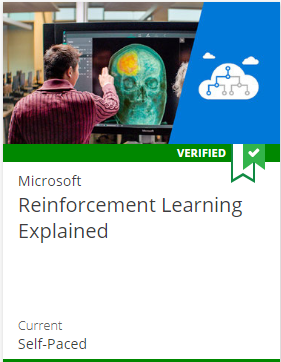 VERIFIED
Microsoft
Reinforcement Learning
Explained
Current
Self-Paced